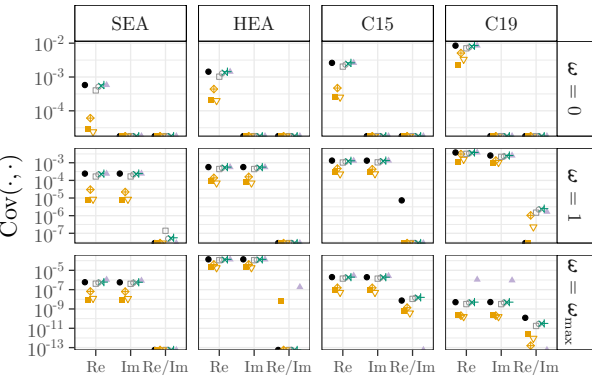 SEA HEA C15 C19
10⁻²
10⁻³
10⁻⁴
ε = 0
10⁻³
10⁻⁴
10⁻⁵
10⁻⁶
10⁻⁷
ε = 1
10⁻⁵
10⁻⁷
10⁻⁹
10⁻¹¹
10⁻¹³
ε = ε_max
Cov(·, ·)
Re Im Re/Im Re Im Re/Im Re Im Re/Im Re Im Re/Im